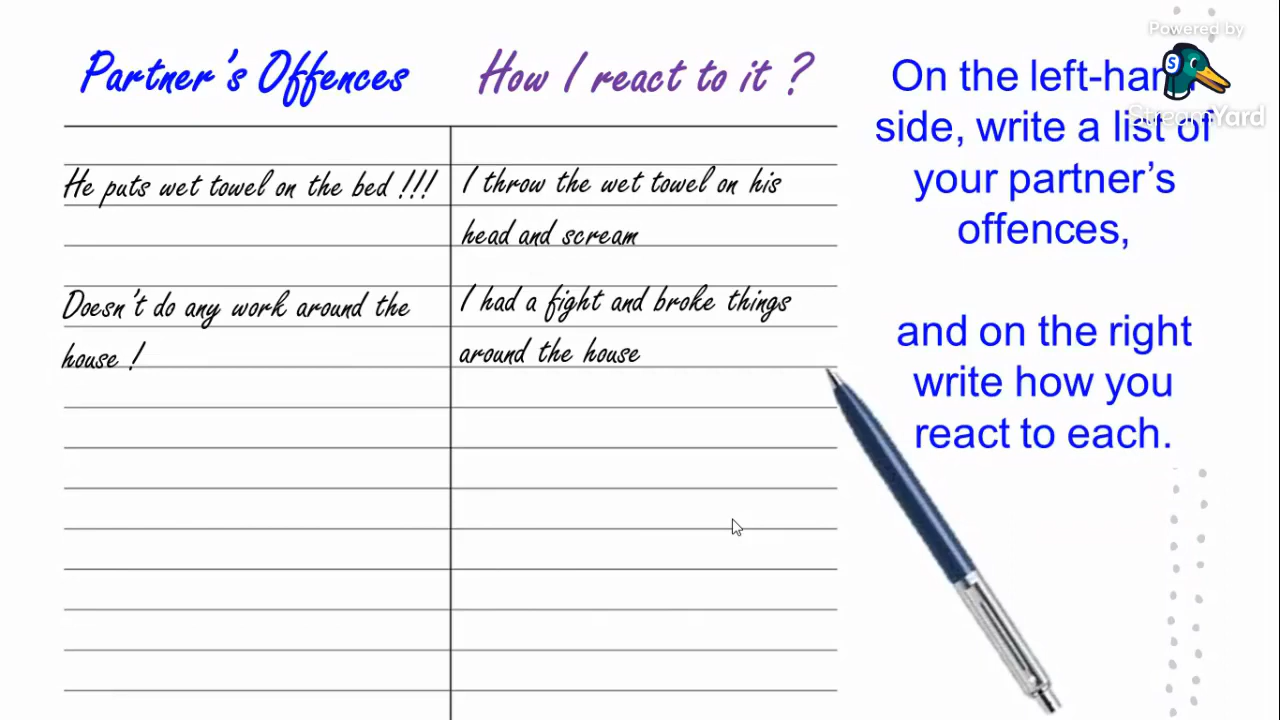 Powered by
StreamYard
Partner's Offences
How I react to it ?
He puts wet towel on the bed !!!
I throw the wet towel on his
head and scream
Doesn't do any work around the
house !
I had a fight and broke things
around the house
On the left-hand
side, write a list of
your partner's
offences,
and on the right
write how you
react to each.